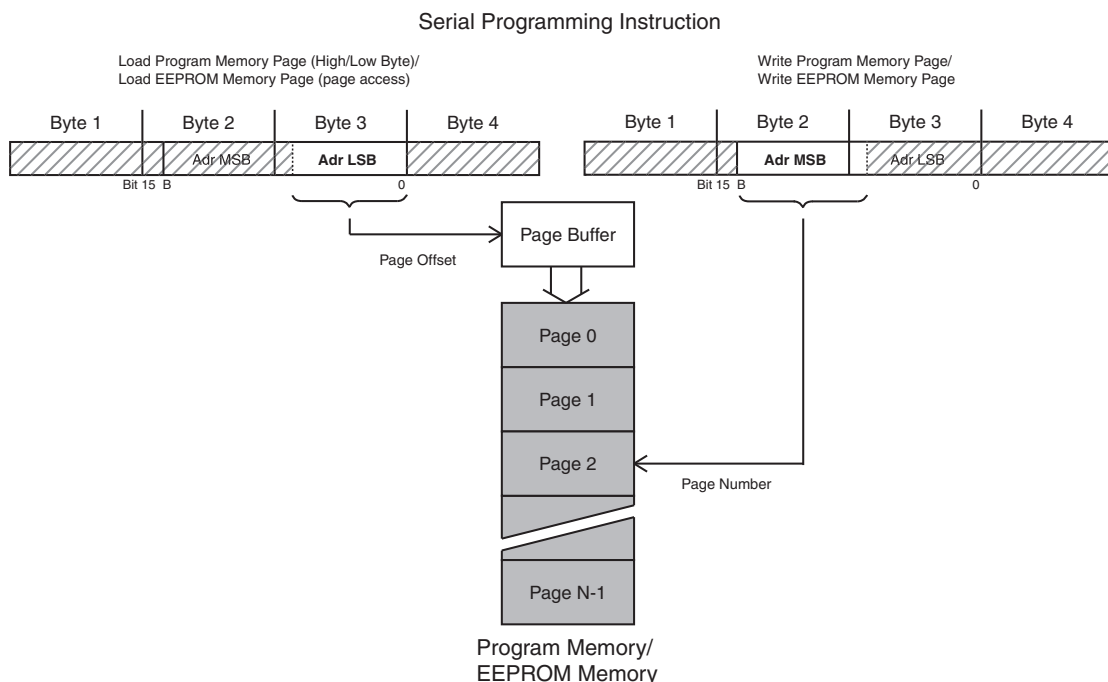 Serial Programming Instruction
Load Program Memory Page (High/Low Byte)/
Load EEPROM Memory Page (page access)
Write Program Memory Page/
Write EEPROM Memory Page
Byte 1 Byte 2 Byte 3 Byte 4
Byte 1 Byte 2 Byte 3 Byte 4
Adr MSB Adr LSB
Adr MSB Adr LSB
Bit 15 B 0
Bit 15 B 0
Page Buffer
Page Offset
Page 0
Page 1
Page 2
Page Number
Page N-1
Program Memory/
EEPROM Memory